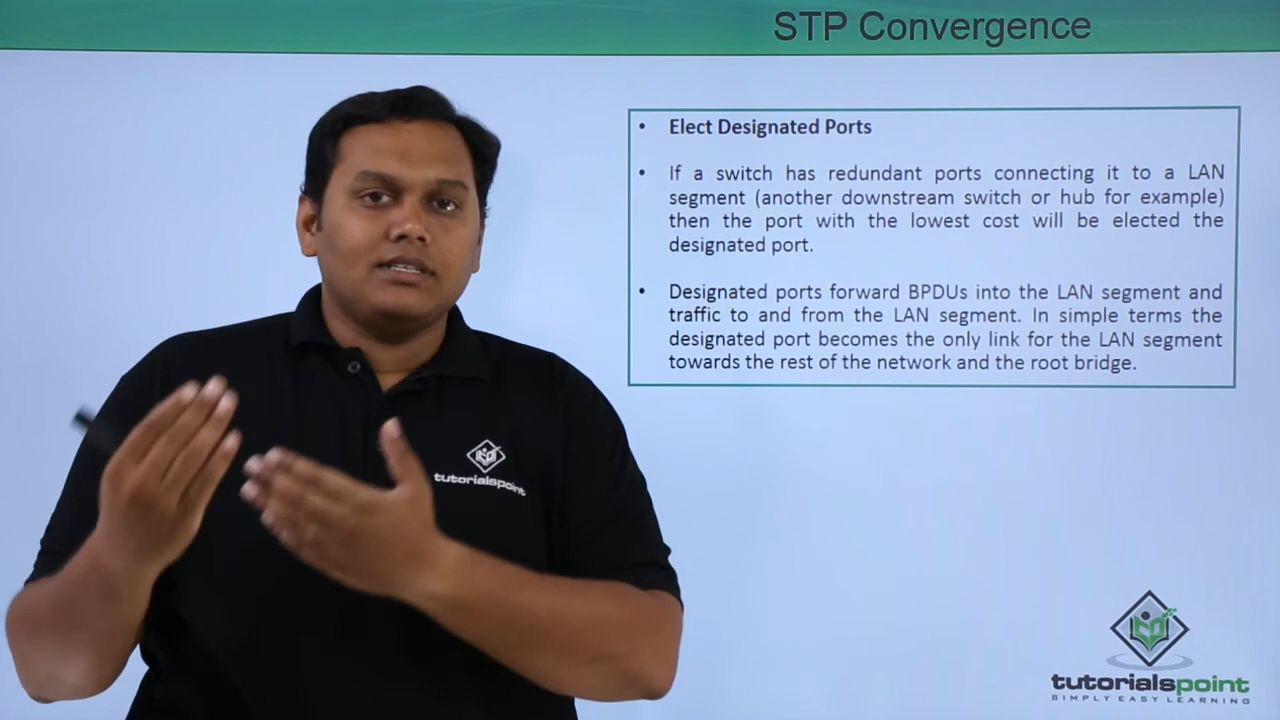 STP Convergence
• Elect Designated Ports
• If a switch has redundant ports connecting it to a LAN
segment (another downstream switch or hub for example)
then the port with the lowest cost will be elected the
designated port.
• Designated ports forward BPDUs into the LAN segment and
traffic to and from the LAN segment. In simple terms the
designated port becomes the only link for the LAN segment
towards the rest of the network and the root bridge.
tutorialspoint
tutorialspoint
SIMPLY EASY LEARNING